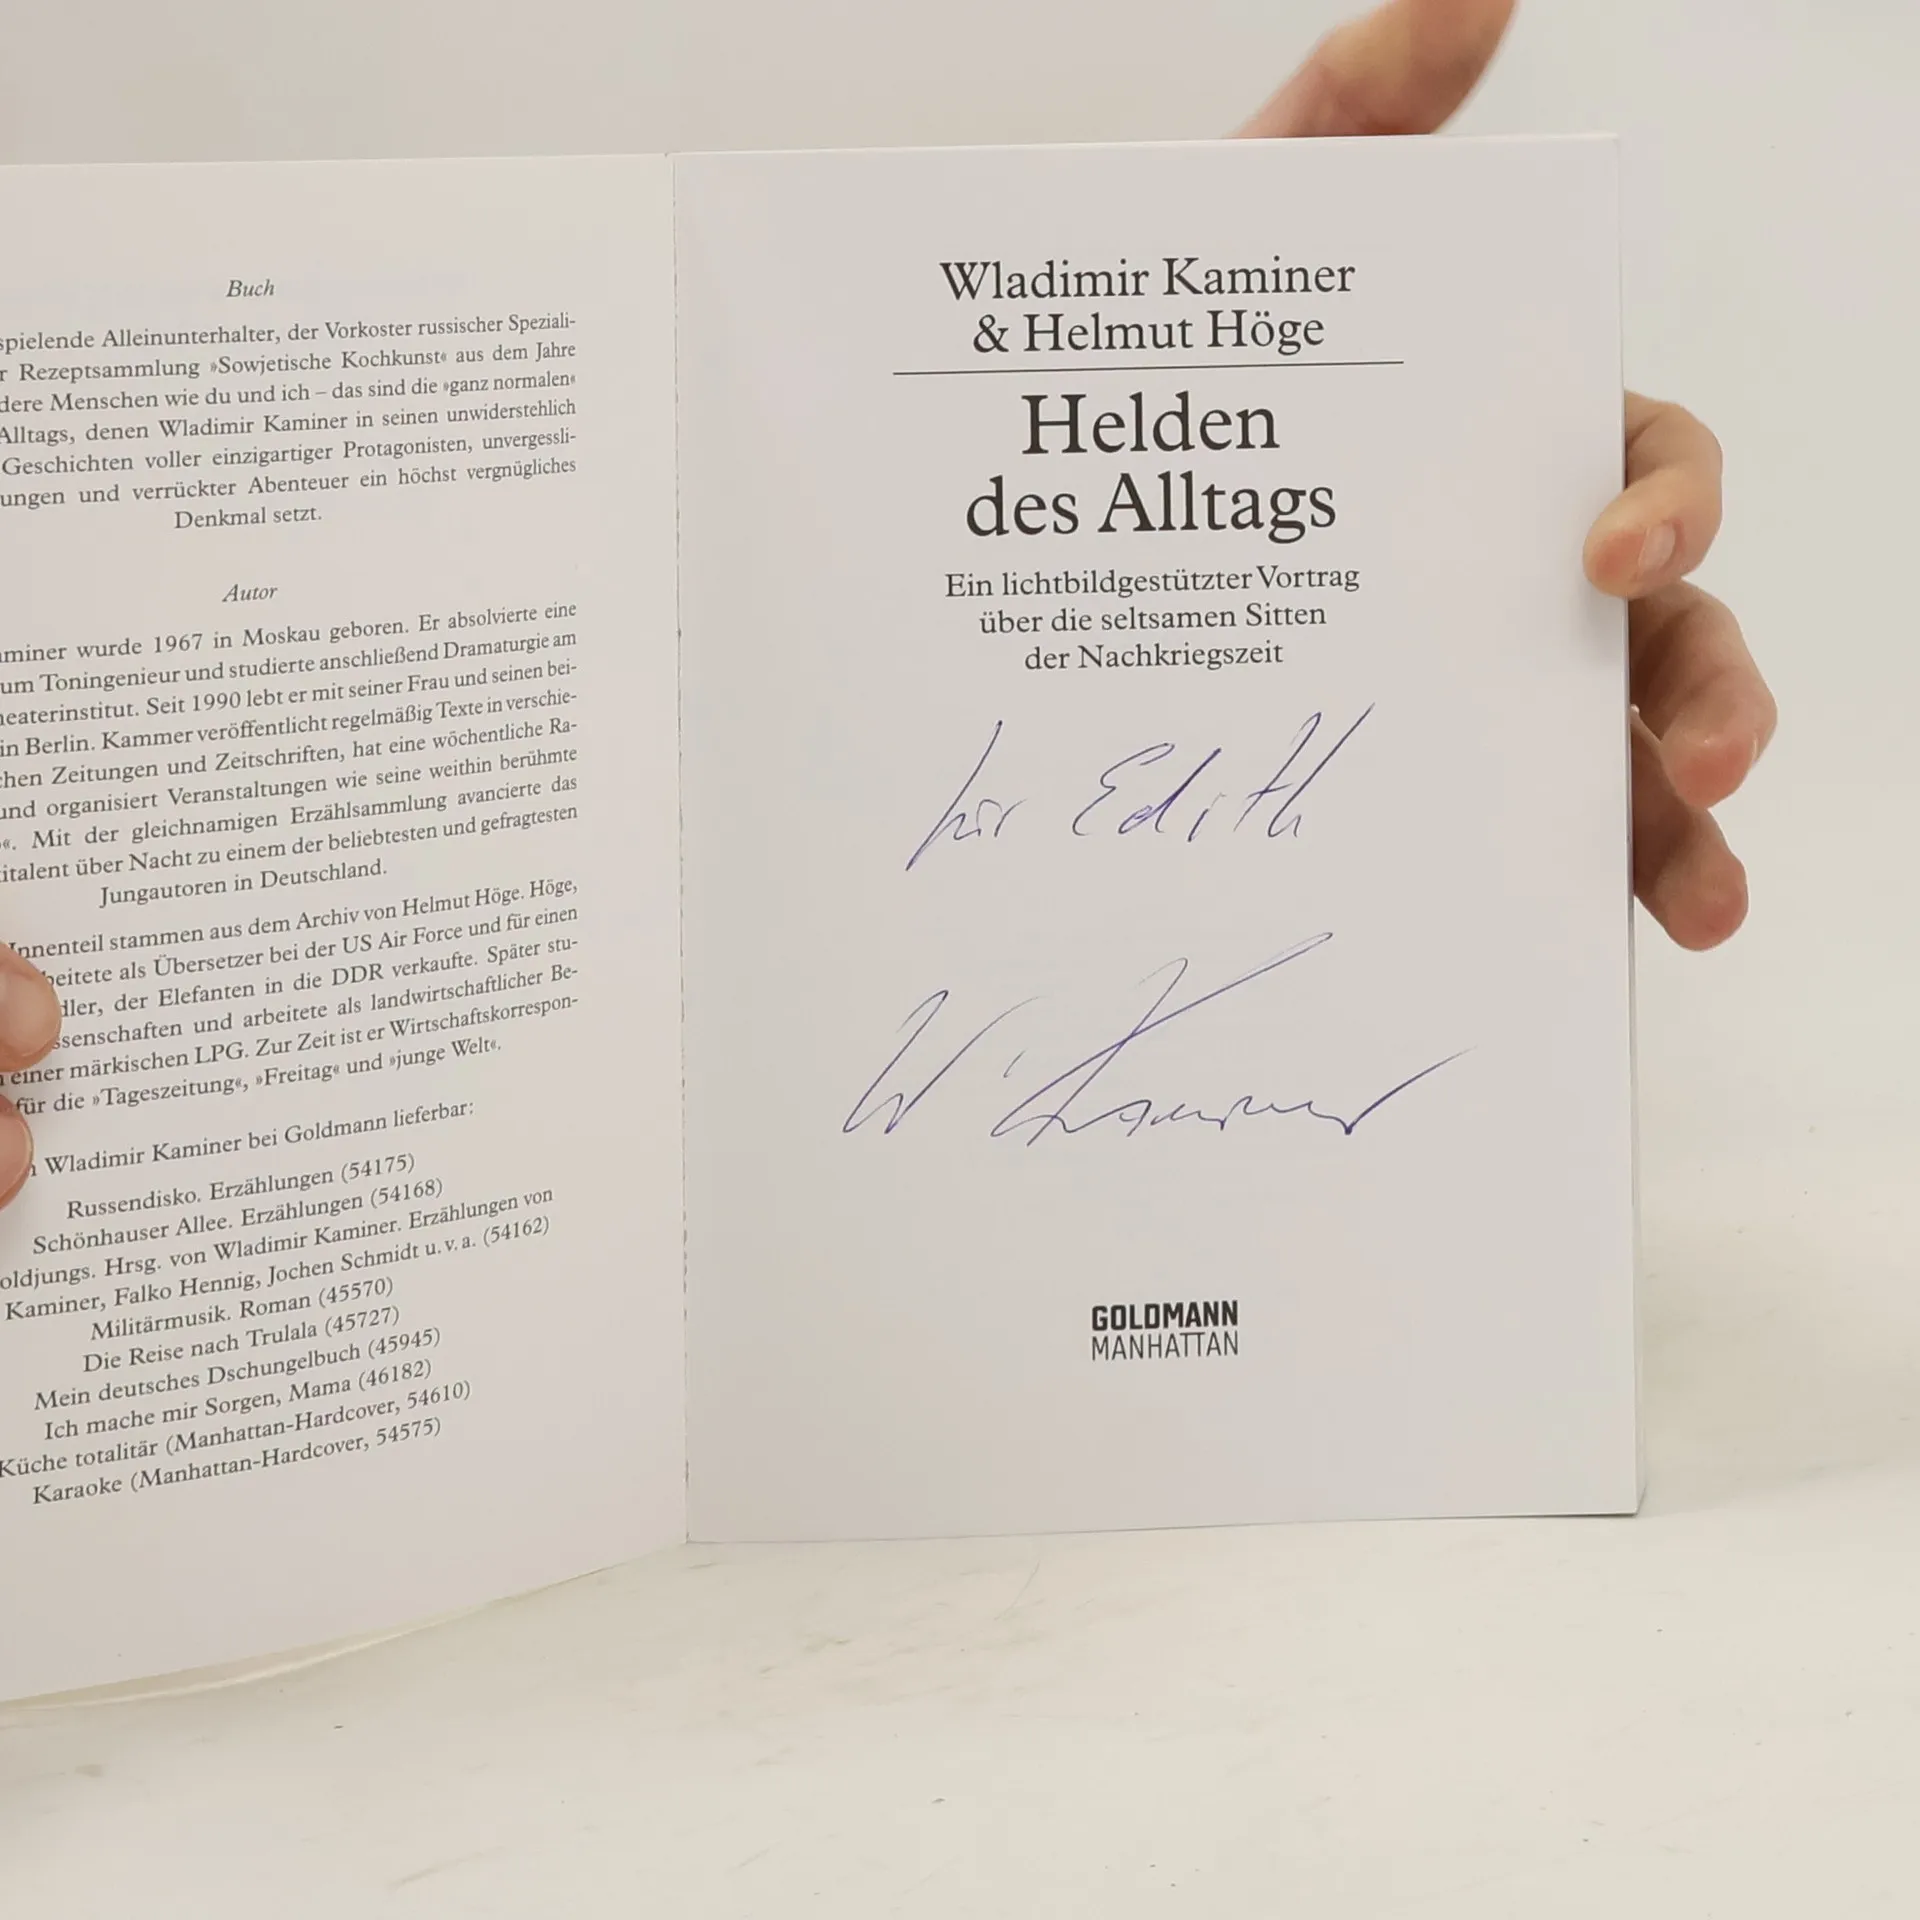 Buch
spielende Alleinunterhalter, der Vorkoster russischer Speziali-
r Rezeptsammlung »Sowjetische Kochkunst« aus dem Jahre
dere Menschen wie du und ich – das sind die »ganz normalen«
Alltags, denen Wladimir Kaminer in seinen unwiderstehlich
Geschichten voller einzigartiger Protagonisten, unvergessli-
ungen und verrückter Abenteuer ein höchst vergnügliches
Denkmal setzt.
Autor
aminer wurde 1967 in Moskau geboren. Er absolvierte eine
um Toningenieur und studierte anschließend Dramaturgie am
heaterinstitut. Seit 1990 lebt er mit seiner Frau und seinen bei-
in Berlin. Kammer veröffentlicht regelmäßig Texte in verschie-
chen Zeitungen und Zeitschriften, hat eine wöchentliche Ra-
und organisiert Veranstaltungen wie seine weithin berühmte
«. Mit der gleichnamigen Erzählsammlung avancierte das
italent über Nacht zu einem der beliebtesten und gefragtesten
Jungautoren in Deutschland.
Innenteil stammen aus dem Archiv von Helmut Höge. Höge,
beitete als Übersetzer bei der US Air Force und für einen
dler, der Elefanten in die DDR verkaufte. Später stu-
ssenschaften und arbeitete als landwirtschaftlicher Be-
einer märkischen LPG. Zur Zeit ist er Wirtschaftskorrespon-
für die »Tageszeitung«, »Freitag« und »junge Welt«.
Wladimir Kaminer bei Goldmann lieferbar:
Russendisko. Erzählungen (54175)
Schönhauser Allee. Erzählungen (54168)
oldjungs. Hrsg. von Wladimir Kaminer. Erzählungen von
Kaminer, Falko Hennig, Jochen Schmidt u. v. a. (54162)
Militärmusik. Roman (45570)
Die Reise nach Trulala (45727)
Mein deutsches Dschungelbuch (45945)
Ich mache mir Sorgen, Mama (46182)
Küche totalitär (Manhattan-Hardcover, 54610)
Karaoke (Manhattan-Hardcover, 54575)
Wladimir Kaminer
& Helmut Höge
Helden
des Alltags
Ein lichtbildgestützter Vortrag
über die seltsamen Sitten
der Nachkriegszeit
für Edith
W. Kaminer
GOLDMANN
MANHATTAN